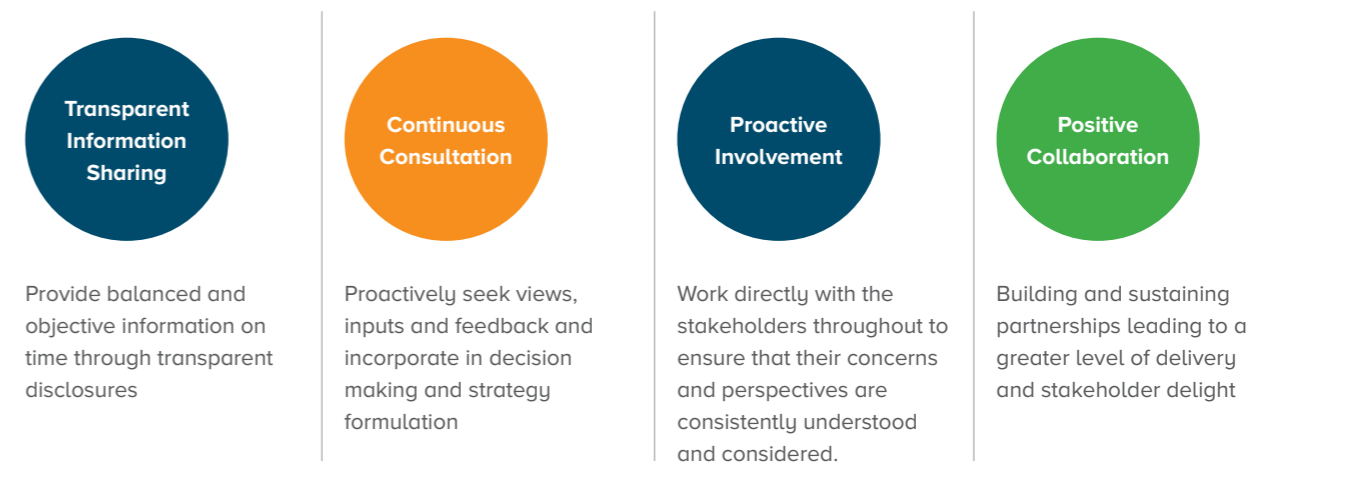 Transparent
Information
Sharing
Provide balanced and
objective information on
time through transparent
disclosures
Continuous
Consultation
Proactively seek views,
inputs and feedback and
incorporate in decision
making and strategy
formulation
Proactive
Involvement
Work directly with the
stakeholders throughout to
ensure that their concerns
and perspectives are
consistently understood
and considered.
Positive
Collaboration
Building and sustaining
partnerships leading to a
greater level of delivery
and stakeholder delight